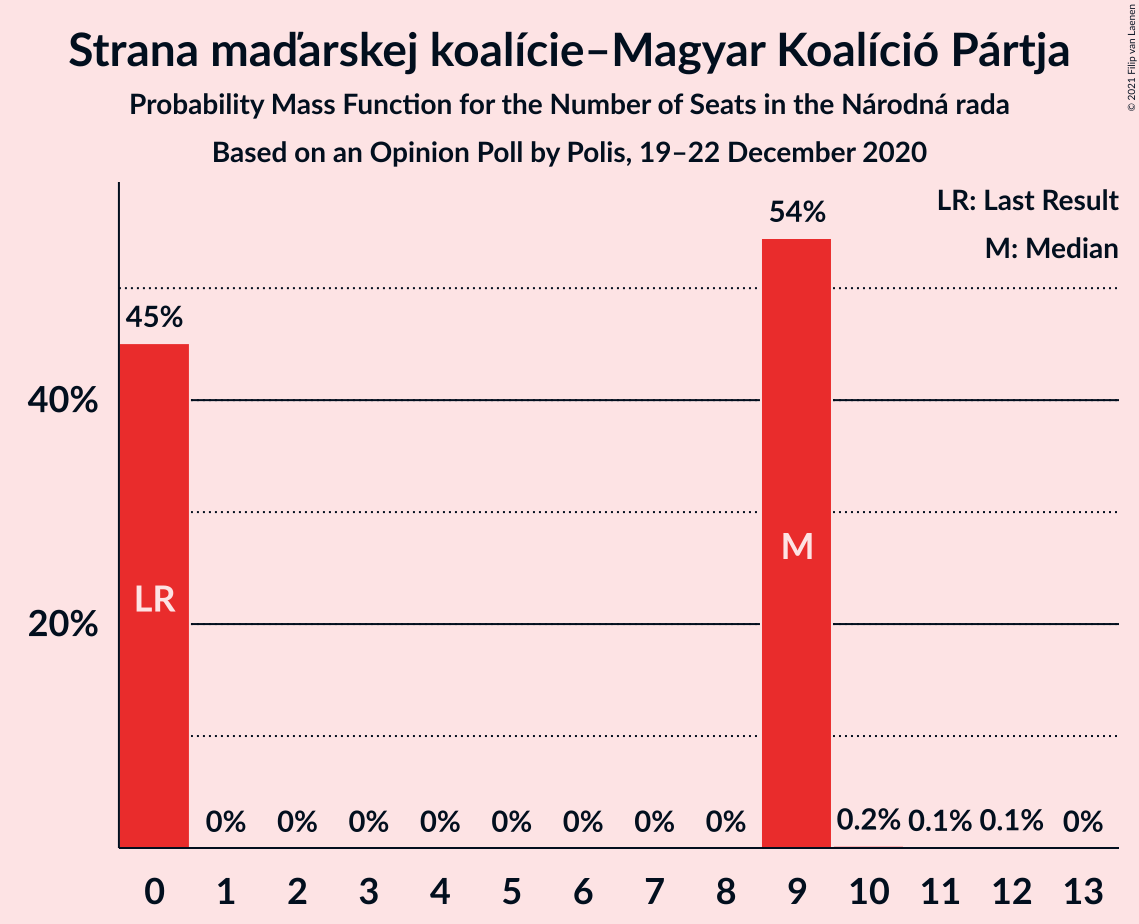 Strana maďarskej koalície–Magyar Koalíció Pártja
Probability Mass Function for the Number of Seats in the Národná rada
Based on an Opinion Poll by Polis, 19–22 December 2020
© 2021 Filip van Laenen
LR: Last Result
M: Median
54%
45%
40%
M
LR
20%
0% 0% 0% 0% 0% 0% 0% 0% 0.2% 0.1% 0.1% 0%
0 1 2 3 4 5 6 7 8 9 10 11 12 13